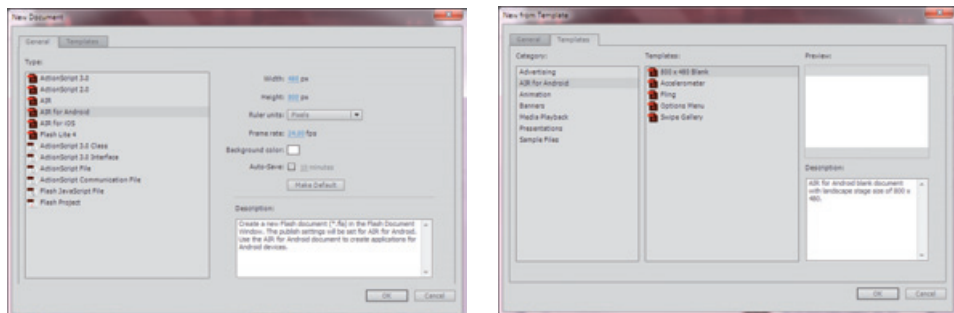 New Document
General Templates
Type:
ActionScript 3.0
ActionScript 2.0
AIR
AIR for Android
AIR for iOS
Flash Lite 4
ActionScript 3.0 Class
ActionScript 3.0 Interface
ActionScript File
ActionScript Communication File
Flash JavaScript File
Flash Project
Width: 480 px
Height: 800 px
Ruler units: Pixels
Frame rate: 24.00 fps
Background color:
Auto-Save: 10 minutes
Make Default
Description:
Create a new Flash document (*.fla) in the Flash Document
Window. The publish settings will be set for AIR for Android.
Use the AIR for Android document to create applications for
Android devices.
OK Cancel
New from Template
General Templates
Category:
Advertising
AIR for Android
Animation
Banners
Media Playback
Presentations
Sample Files
Templates:
800 x 480 Blank
Accelerometer
Fling
Options Menu
Swipe Gallery
Preview:
Description:
AIR for Android blank document
with landscape stage size of 800 x
480.
OK Cancel